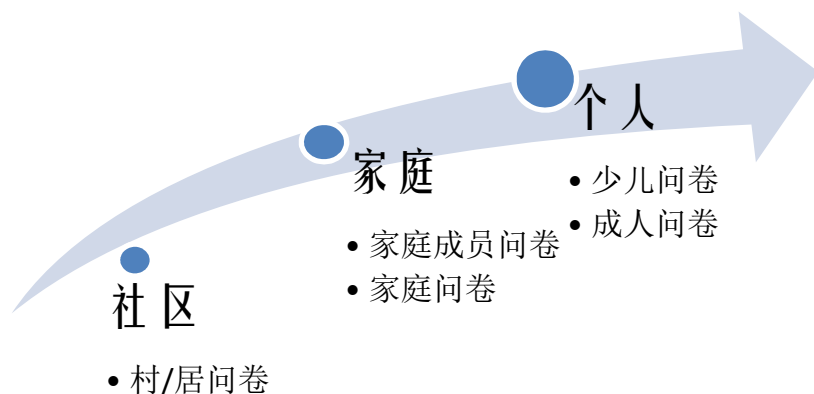 社区
• 村/居问卷
家庭
• 家庭成员问卷
• 家庭问卷
个人
• 少儿问卷
• 成人问卷